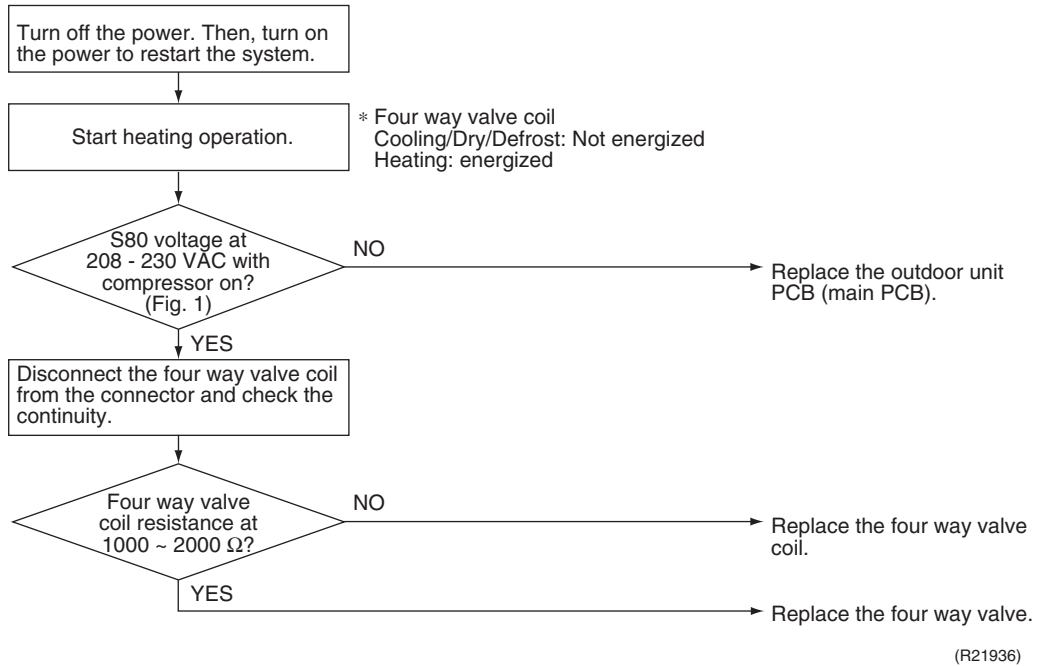 Turn off the power. Then, turn on
the power to restart the system.
Start heating operation.
* Four way valve coil
Cooling/Dry/Defrost: Not energized
Heating: energized
S80 voltage at
208 - 230 VAC with
compressor on?
(Fig. 1)
NO
Replace the outdoor unit
PCB (main PCB).
YES
Disconnect the four way valve coil
from the connector and check the
continuity.
Four way valve
coil resistance at
1000 ~ 2000 Ω?
NO
Replace the four way valve
coil.
YES
Replace the four way valve.
(R21936)